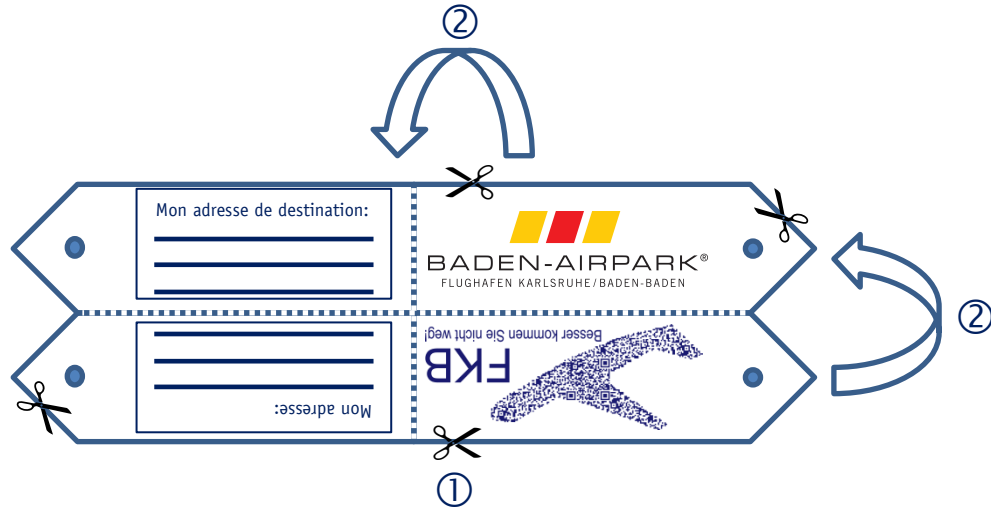 ②
Mon adresse de destination:
BADEN-AIRPARK®
FLUGHAFEN KARLSRUHE/BADEN-BADEN
②
Besser kommen Sie nicht weg!
FKB
Mon adresse:
①